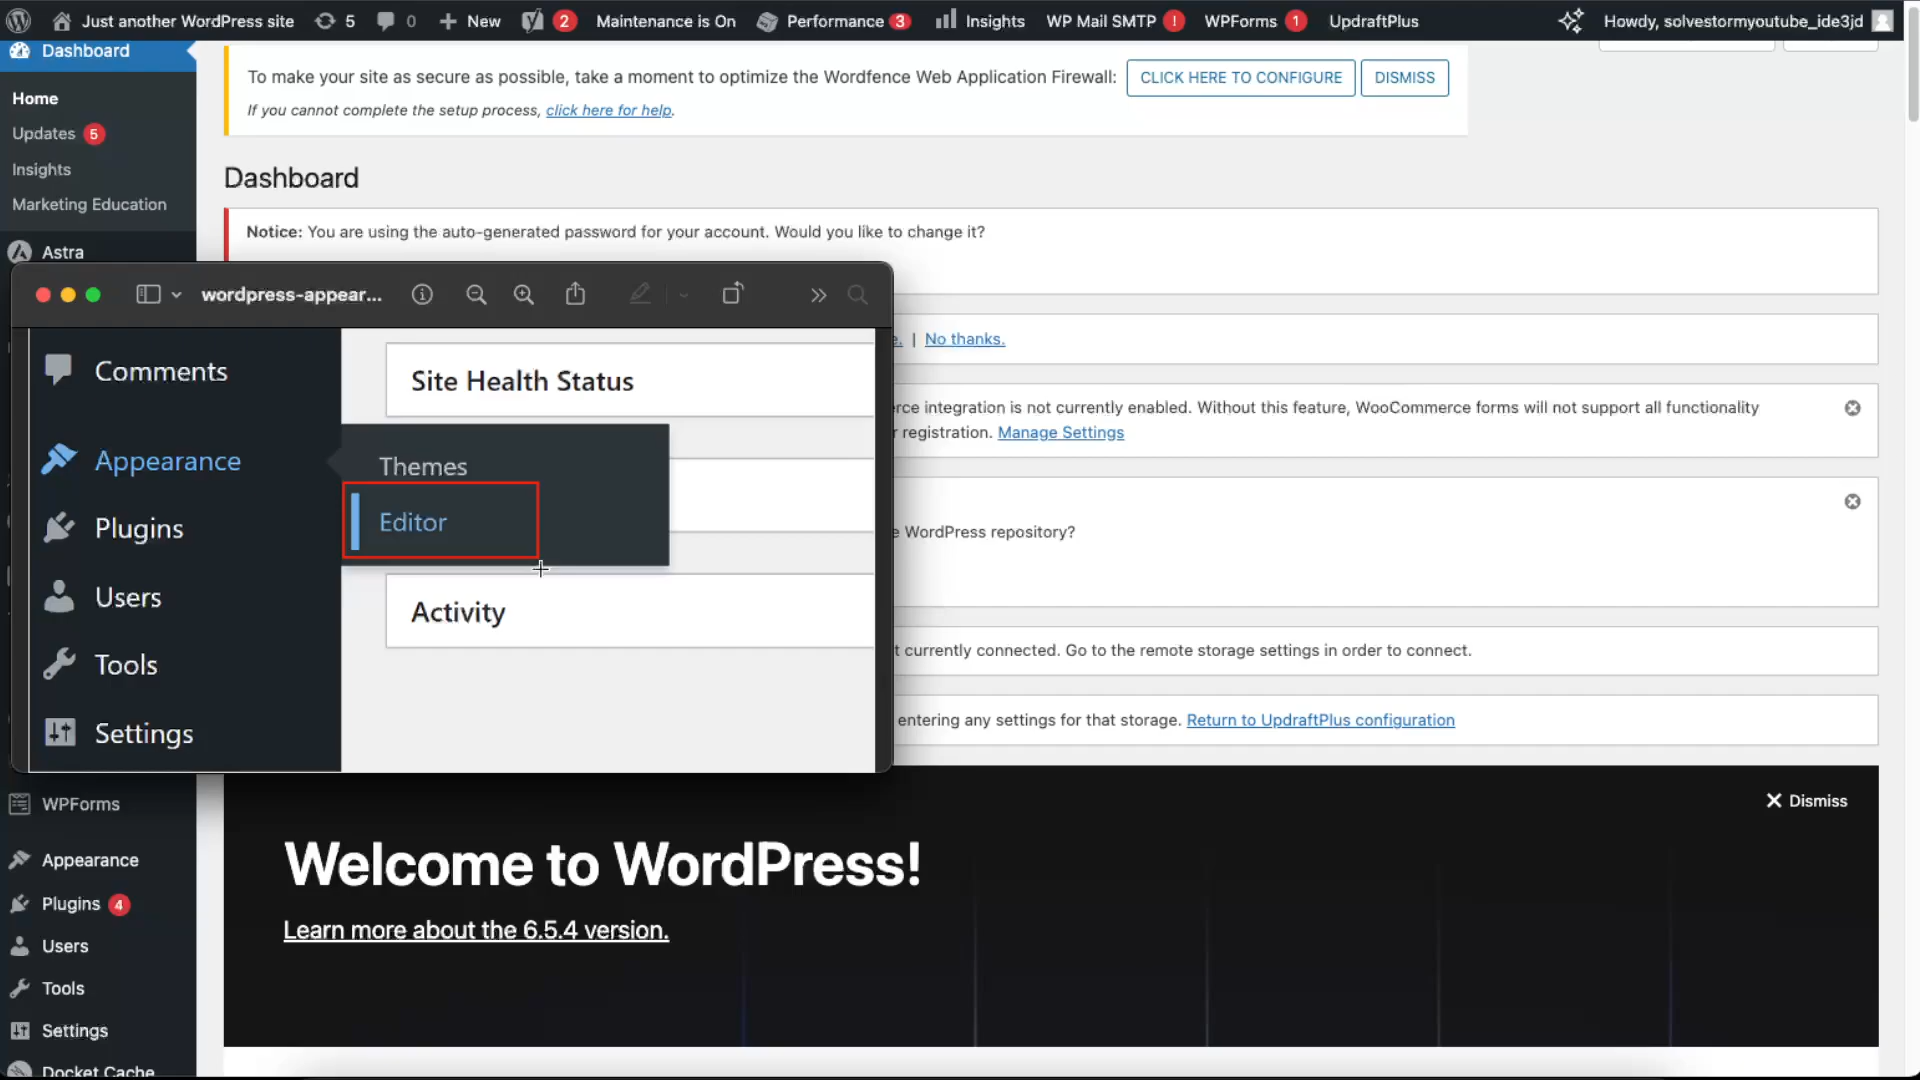 Just another WordPress site 5 0 New 2 Maintenance is On Performance 3 Insights WP Mail SMTP ! WPForms 1 UpdraftPlus Howdy, solvestormyoutube_ide3jd
Dashboard
Home
Updates 5
Insights
Marketing Education
Astra
To make your site as secure as possible, take a moment to optimize the Wordfence Web Application Firewall: CLICK HERE TO CONFIGURE DISMISS
If you cannot complete the setup process, click here for help.
Dashboard
Notice: You are using the auto-generated password for your account. Would you like to change it?
wordpress-appear...
Comments
Appearance
Plugins
Users
Tools
Settings
Site Health Status
Themes
Editor
Activity
| No thanks.
integration is not currently enabled. Without this feature, WooCommerce forms will not support all functionality
registration. Manage Settings
WordPress repository?
currently connected. Go to the remote storage settings in order to connect.
entering any settings for that storage. Return to UpdraftPlus configuration
WPForms
Appearance
Plugins 4
Users
Tools
Settings
Docket Cache
Dismiss
Welcome to WordPress!
Learn more about the 6.5.4 version.